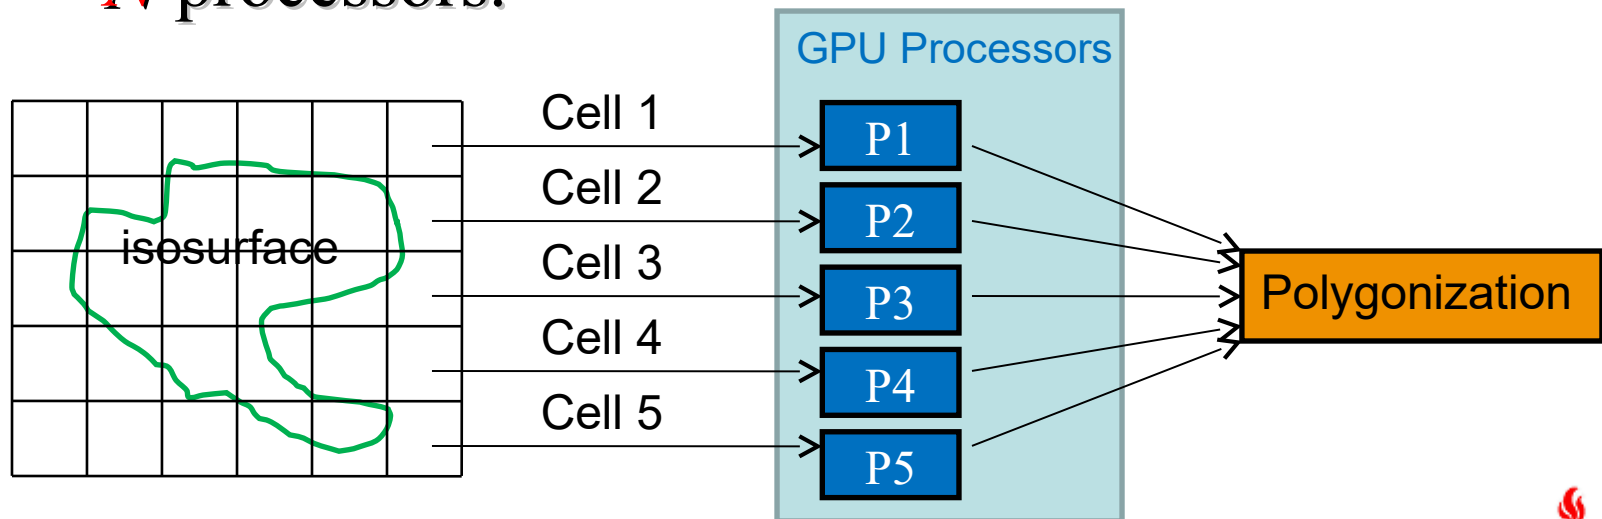 N processors.
GPU Processors
Cell 1
P1
Cell 2
P2
isosurface
Cell 3
P3
Polygonization
Cell 4
P4
Cell 5
P5